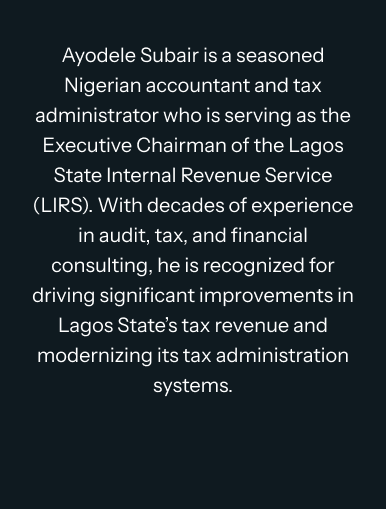 Ayodele Subair is a seasoned
Nigerian accountant and tax
administrator who is serving as the
Executive Chairman of the Lagos
State Internal Revenue Service
(LIRS). With decades of experience
in audit, tax, and financial
consulting, he is recognized for
driving significant improvements in
Lagos State’s tax revenue and
modernizing its tax administration
systems.